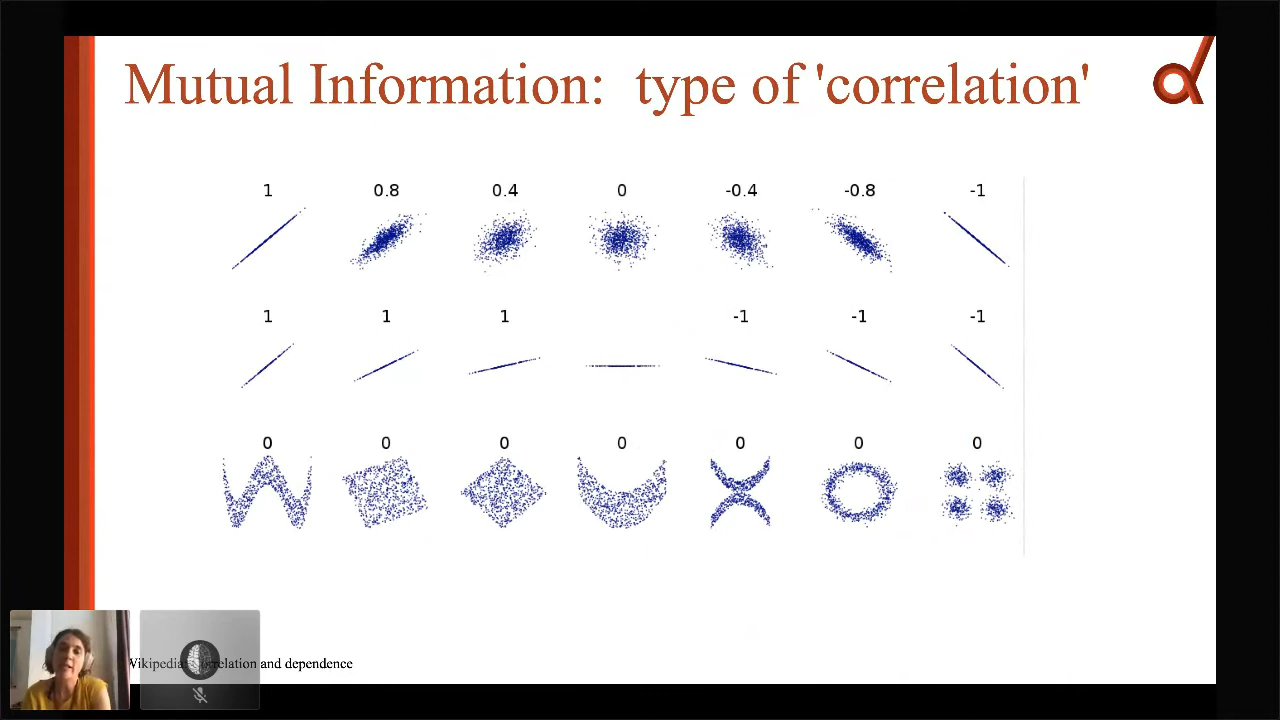 Mutual Information: type of 'correlation'
1 0.8 0.4 0 -0.4 -0.8 -1
1 1 1 -1 -1 -1
0 0 0 0 0 0 0
Wikipedia: and dependence